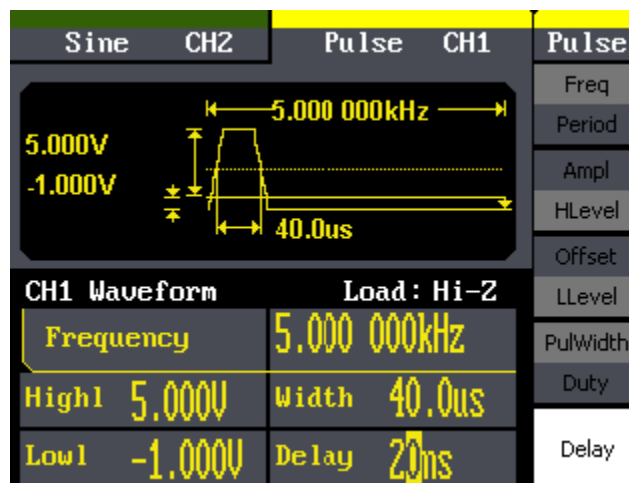 Sine CH2
Pulse CH1
Pulse
5.000 000kHz
5.000V
-1.000V
40.0us
CH1 Waveform Load: Hi-Z
Frequency 5.000 000kHz
Highl 5.000V Width 40.0us
Lowl -1.000V Delay 20ns
Freq
Period
Ampl
HLevel
Offset
LLevel
PulWidth
Duty
Delay